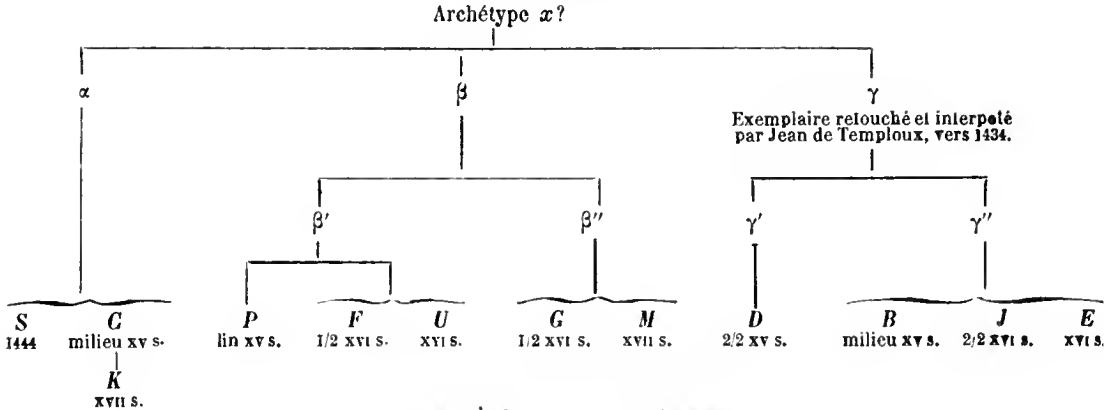 Archétype x?
α β γ
Exemplaire retouché et interpolé
par Jean de Temploux, vers 1434.
β′ β″ γ′ γ″
S C P F U G M D B J E
1444 milieu xv s. fin xv s. 1/2 xvi s. xvi s. 1/2 xvi s. xvii s. 2/2 xv s. milieu xv s. 2/2 xvi s. xvi s.
K
xvii s.